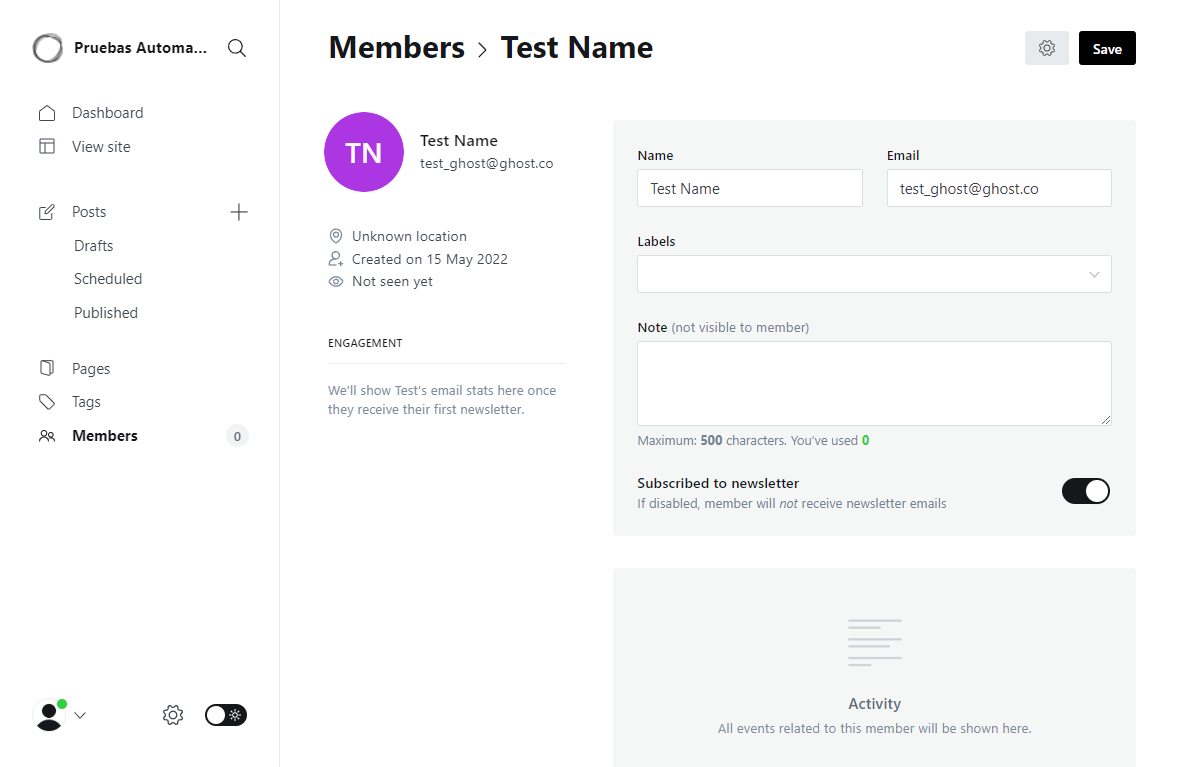 Pruebas Automa...
Dashboard
View site
Posts
Drafts
Scheduled
Published
Pages
Tags
Members 0
Members > Test Name
Save
TN
Test Name
test_ghost@ghost.co
Unknown location
Created on 15 May 2022
Not seen yet
ENGAGEMENT
We'll show Test's email stats here once
they receive their first newsletter.
Name
Test Name
Email
test_ghost@ghost.co
Labels
Note (not visible to member)
Maximum: 500 characters. You've used 0
Subscribed to newsletter
If disabled, member will not receive newsletter emails
Activity
All events related to this member will be shown here.